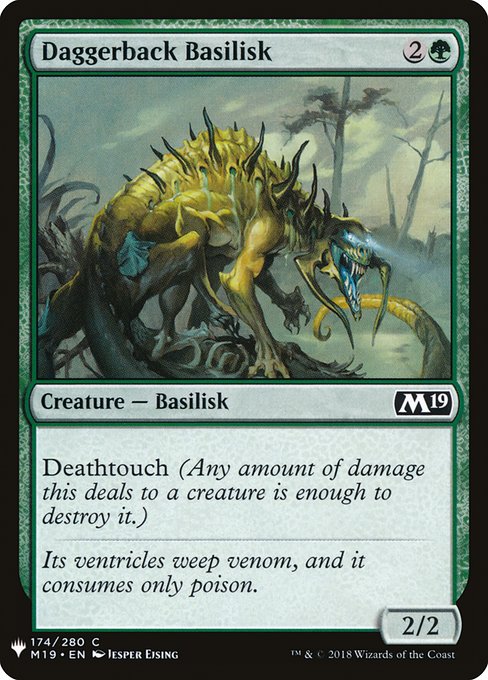 Daggerback Basilisk 2
Creature — Basilisk M19
Deathtouch (Any amount of damage
this deals to a creature is enough to
destroy it.)
Its ventricles weep venom, and it
consumes only poison.
2/2
174/280 C
M19 • EN Jesper Eising ™ & © 2018 Wizards of the Coast